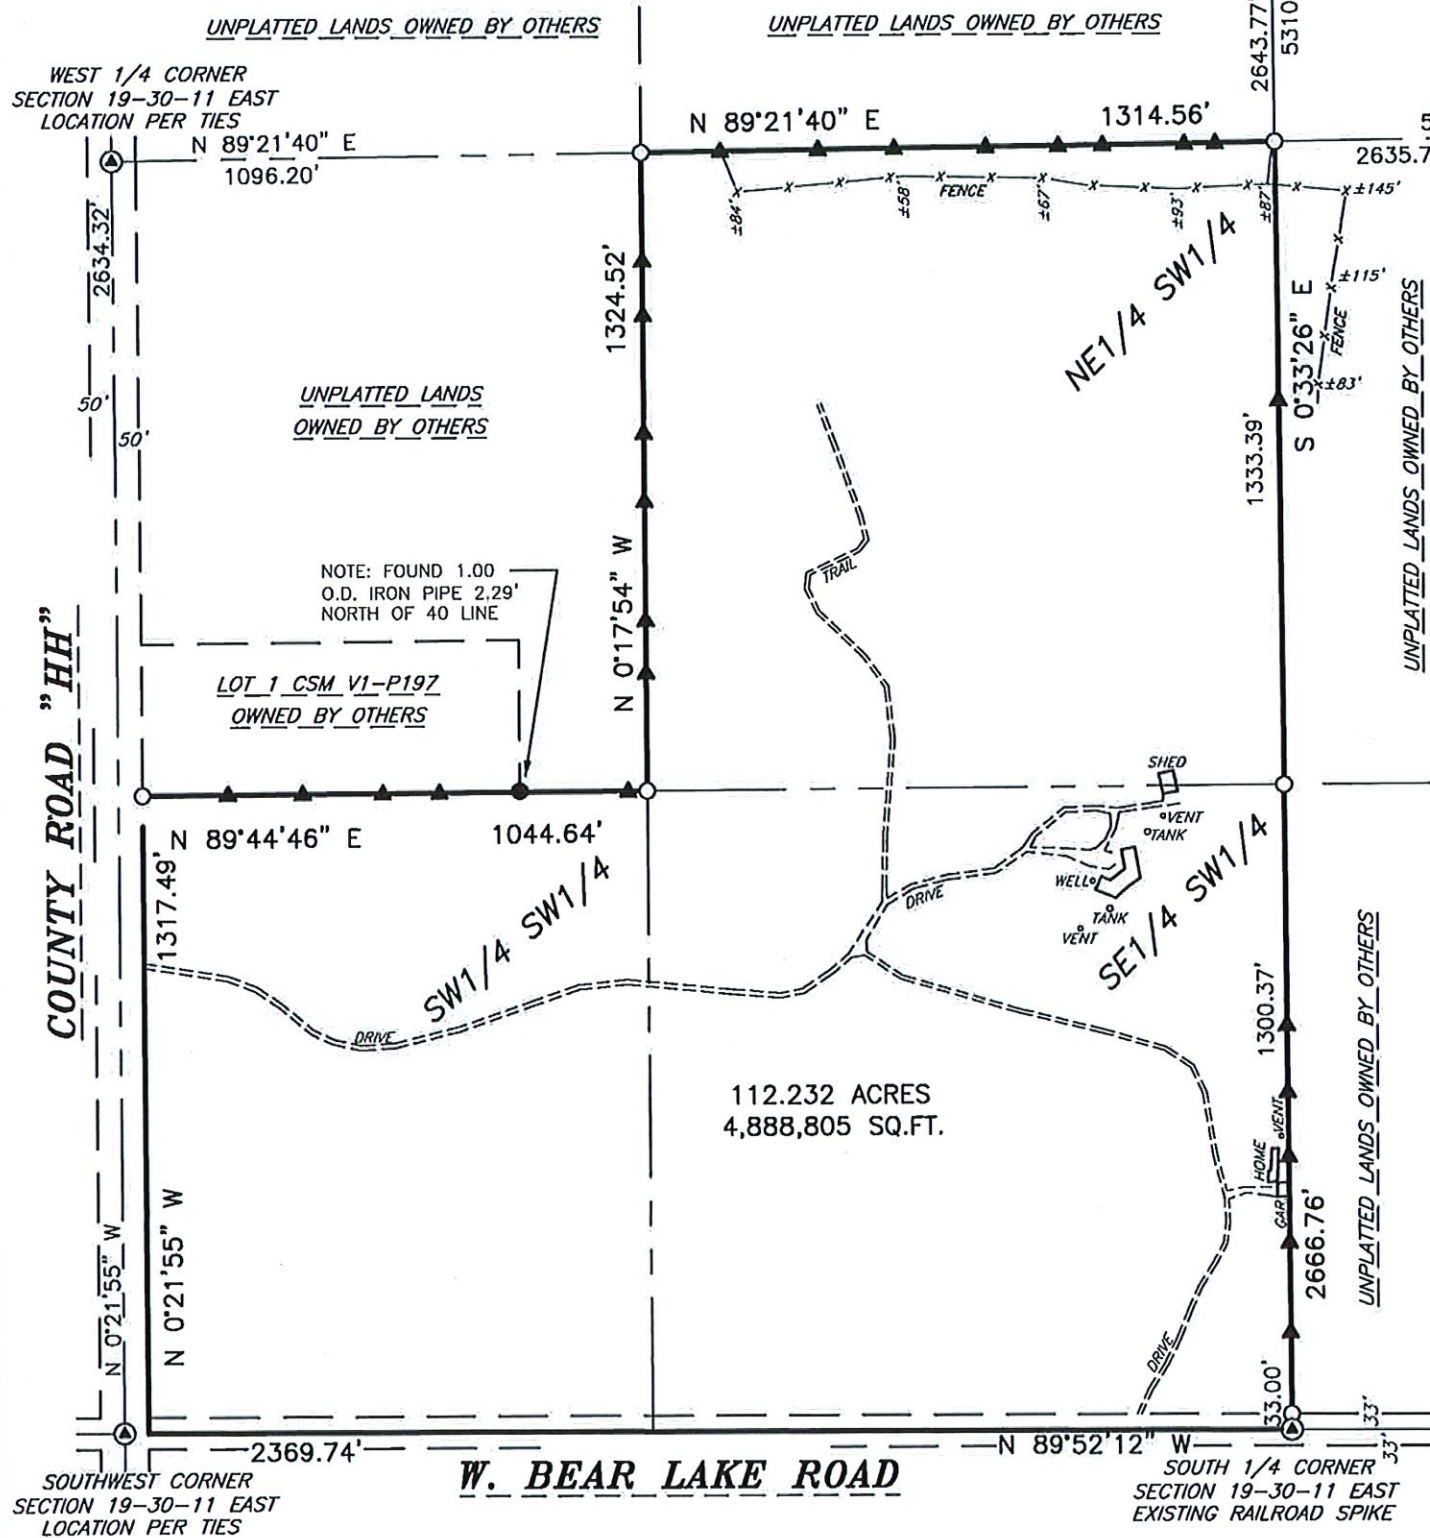 UNPLATTED LANDS OWNED BY OTHERS
UNPLATTED LANDS OWNED BY OTHERS
2643.77'
5310
WEST 1/4 CORNER
SECTION 19-30-11 EAST
LOCATION PER TIES
N 89°21'40" E
1096.20'
N 89°21'40" E
1314.56'
2635.7
2634.32'
±84'
±58'
FENCE
±67'
±93'
±87'
±145'
±115'
FENCE
±83'
NE1/4 SW1/4
S 0°33'26" E
1333.39'
UNPLATTED LANDS OWNED BY OTHERS
1324.52'
50'
50'
UNPLATTED LANDS
OWNED BY OTHERS
N 0°17'54" W
TRAIL
NOTE: FOUND 1.00
O.D. IRON PIPE 2.29'
NORTH OF 40 LINE
COUNTY ROAD "HH"
LOT 1 CSM V1-P197
OWNED BY OTHERS
N 89°44'46" E
1044.64'
SHED
VENT
TANK
WELL
TANK
VENT
DRIVE
SE1/4 SW1/4
1317.49'
SW1/4 SW1/4
DRIVE
1300.37'
UNPLATTED LANDS OWNED BY OTHERS
112.232 ACRES
4,888,805 SQ.FT.
VENT
HOME
GAR
2666.76'
N 0°21'55" W
N 0°21'55" W
DRIVE
33.00'
33'
33'
2369.74'
N 89°52'12" W
W. BEAR LAKE ROAD
SOUTHWEST CORNER
SECTION 19-30-11 EAST
LOCATION PER TIES
SOUTH 1/4 CORNER
SECTION 19-30-11 EAST
EXISTING RAILROAD SPIKE